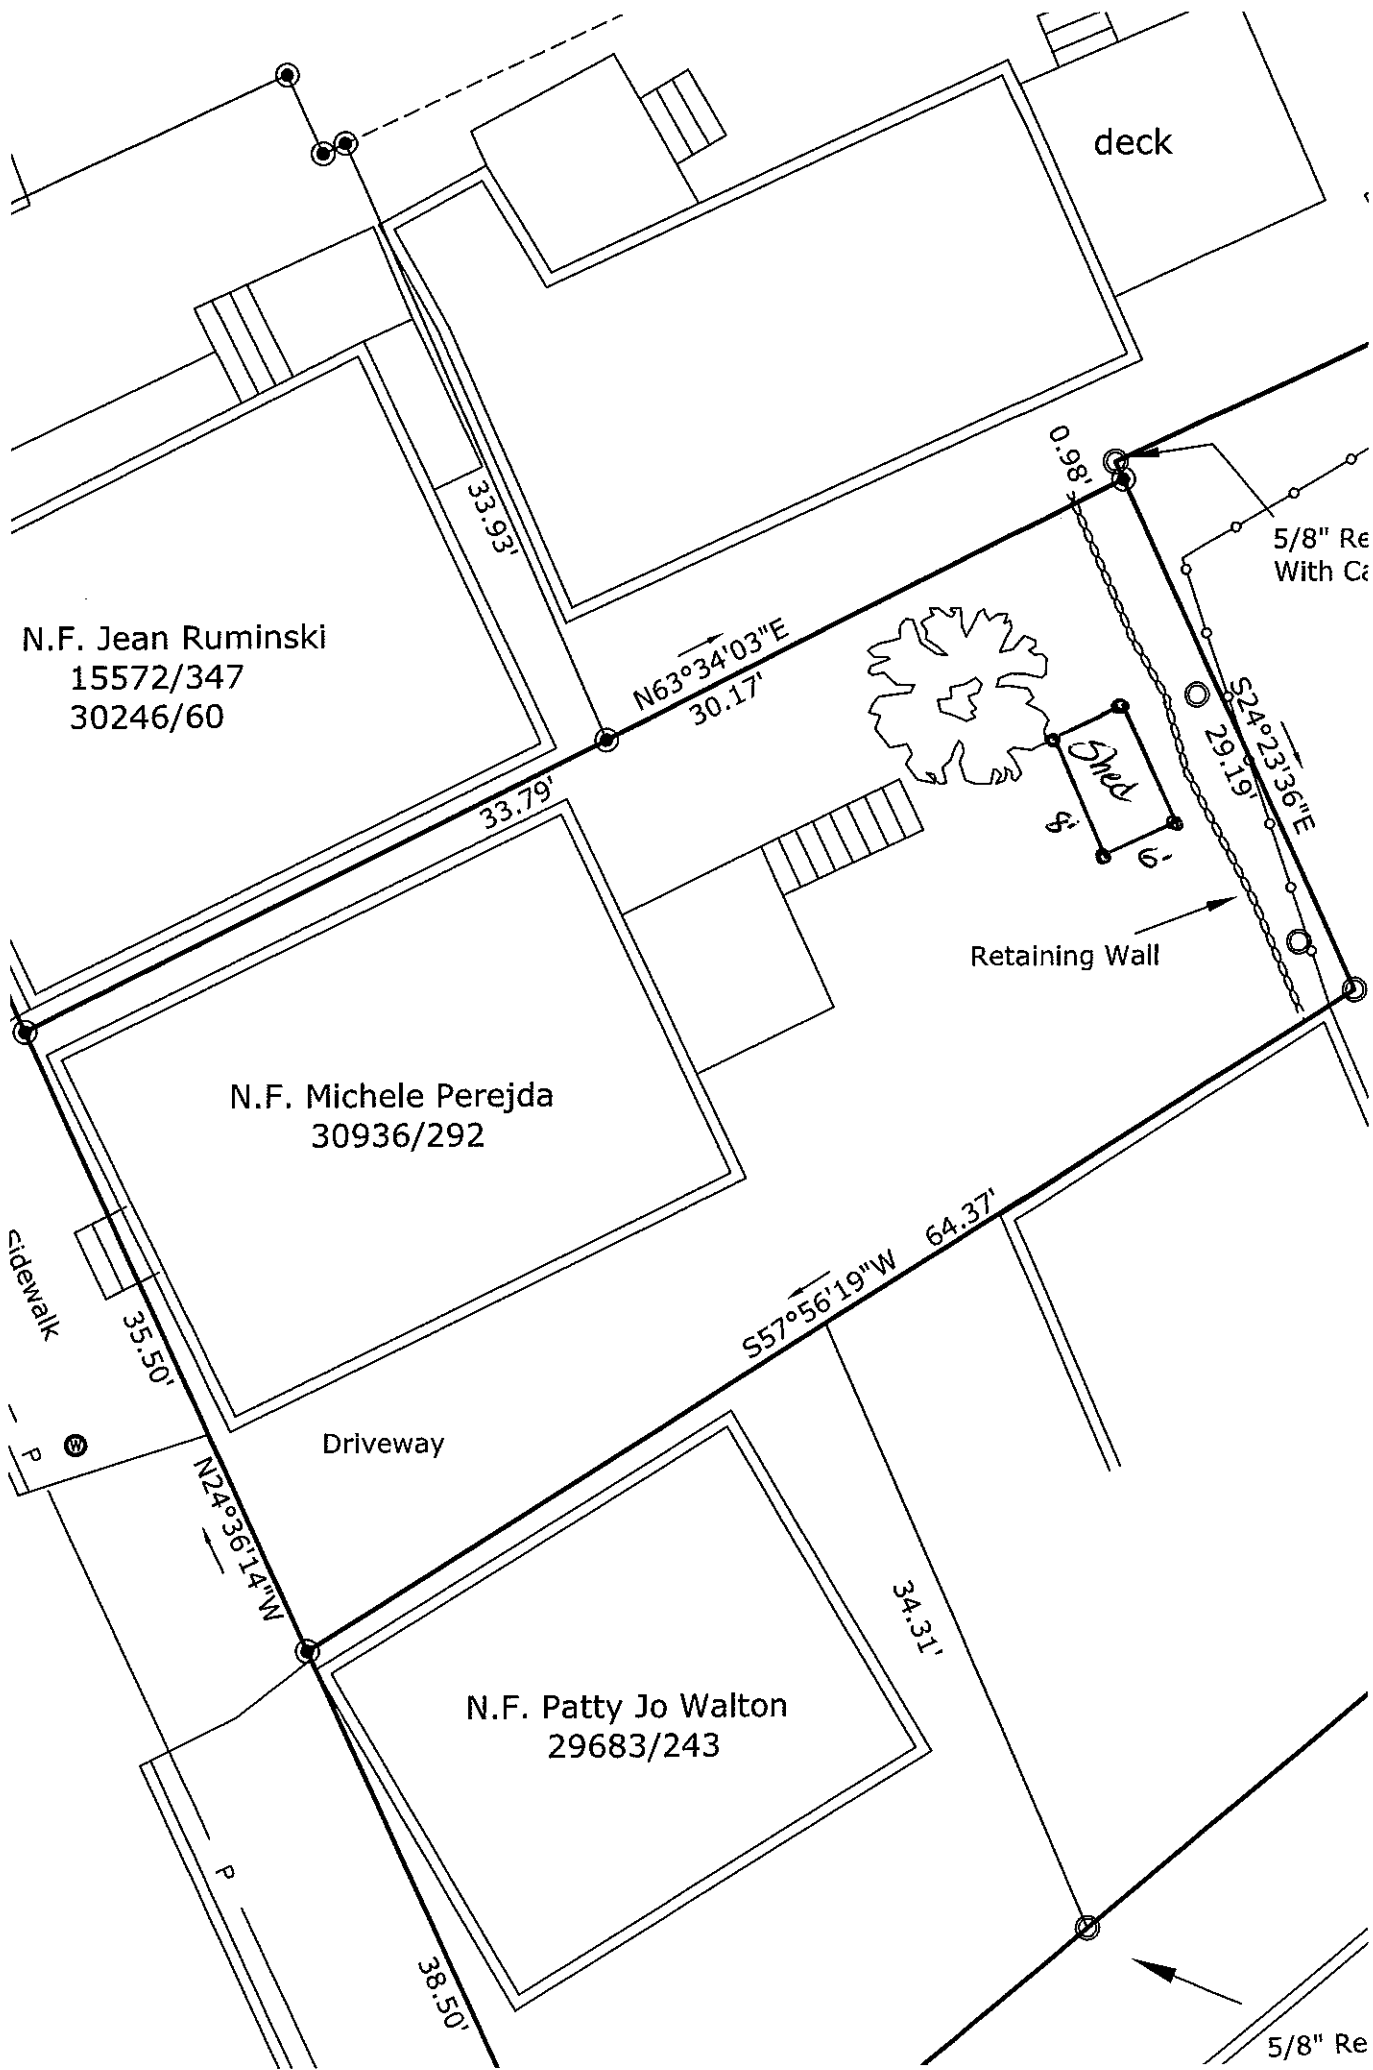 deck
0.98'
5/8" Re
With Ca
33.93'
N.F. Jean Ruminski
15572/347
30246/60
N63°34'03"E
30.17'
S24°23'36"E
29.19'
Shed
8'
6'
33.79'
Retaining Wall
N.F. Michele Perejda
30936/292
64.37'
S57°56'19"W
Sidewalk
35.50'
P
W
Driveway
N24°36'14"W
34.31'
N.F. Patty Jo Walton
29683/243
P
38.50'
5/8" Re